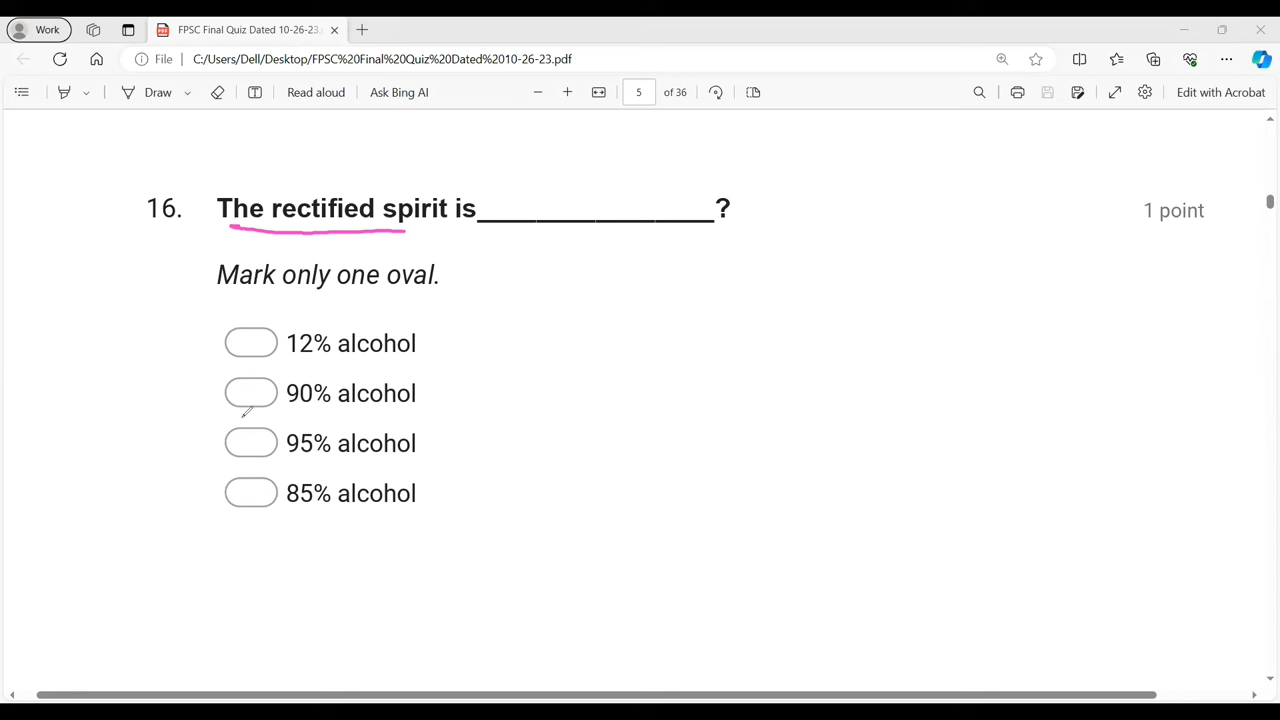 Work
FPSC Final Quiz Dated 10-26-23.
File
C:/Users/Dell/Desktop/FPSC%20Final%20Quiz%20Dated%2010-26-23.pdf
Draw
Read aloud
Ask Bing AI
5
of 36
Edit with Acrobat
16. The rectified spirit is________________?
1 point
Mark only one oval.
12% alcohol
90% alcohol
95% alcohol
85% alcohol